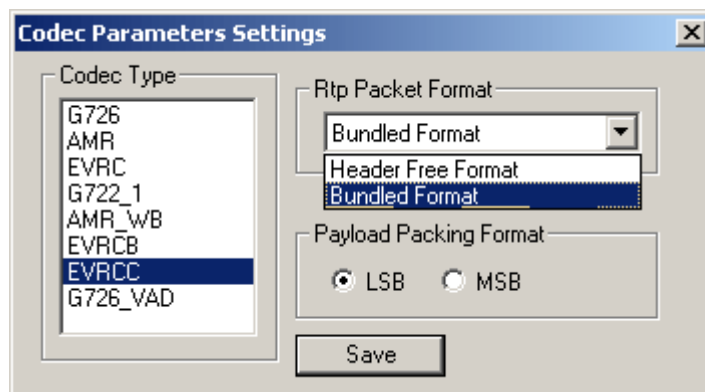 Codec Parameters Settings
Codec Type
G726
AMR
EVRC
G722_1
AMR_WB
EVRCB
EVRCC
G726_VAD
Rtp Packet Format
Bundled Format
Header Free Format
Bundled Format
Payload Packing Format
LSB MSB
Save